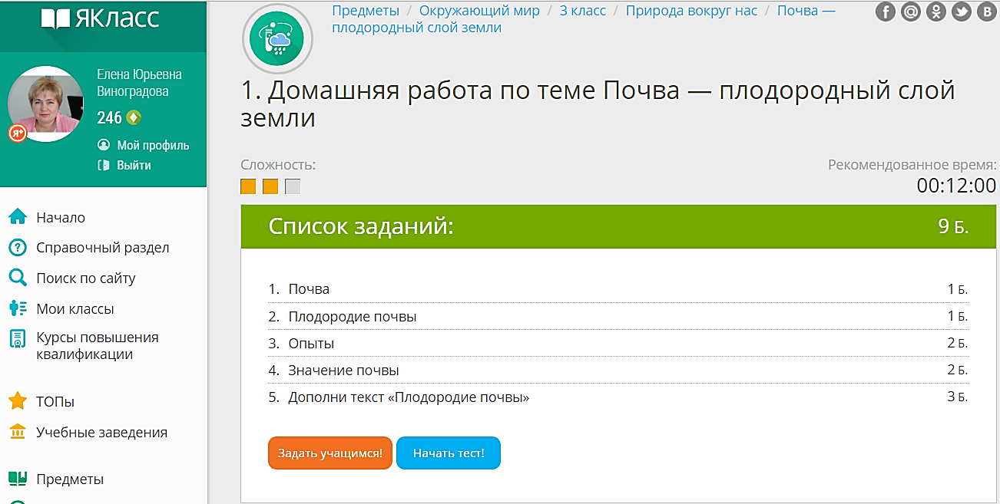 ЯКласс
Елена Юрьевна
Виноградова
246
Я+
Мой профиль
Выйти
Начало
Справочный раздел
Поиск по сайту
Мои классы
Курсы повышения
квалификации
ТОПы
Учебные заведения
Предметы
Предметы / Окружающий мир / 3 класс / Природа вокруг нас / Почва —
плодородный слой земли
1. Домашняя работа по теме Почва — плодородный слой
земли
Сложность:
Рекомендованное время:
00:12:00
Список заданий: 9 Б.
1. Почва 1 Б.
2. Плодородие почвы 1 Б.
3. Опыты 2 Б.
4. Значение почвы 2 Б.
5. Дополни текст «Плодородие почвы» 3 Б.
Задать учащимся! Начать тест!